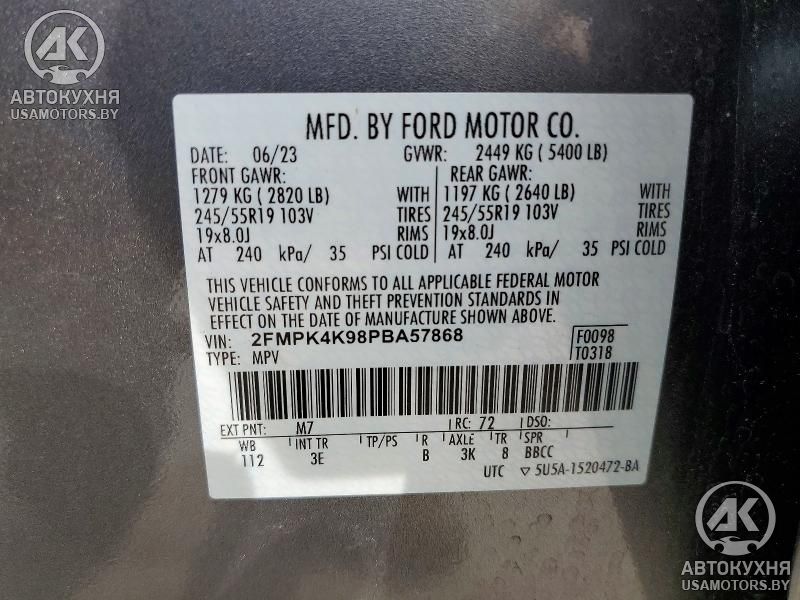 АК
АВТОКУХНЯ
USAMOTORS.BY
MFD. BY FORD MOTOR CO.
DATE: 06/23 GVWR: 2449 KG ( 5400 LB)
FRONT GAWR: REAR GAWR:
1279 KG ( 2820 LB) WITH 1197 KG ( 2640 LB) WITH
245/55R19 103V TIRES 245/55R19 103V TIRES
19x8.0J RIMS 19x8.0J RIMS
AT 240 kPa/ 35 PSI COLD AT 240 kPa/ 35 PSI COLD
THIS VEHICLE CONFORMS TO ALL APPLICABLE FEDERAL MOTOR
VEHICLE SAFETY AND THEFT PREVENTION STANDARDS IN
EFFECT ON THE DATE OF MANUFACTURE SHOWN ABOVE.
VIN: 2FMPK4K98PBA57868 F0098
TYPE: MPV T0318
EXT PNT: M7 RC: 72 DSO:
WB INT TR TP/PS R AXLE TR SPR
112 3E B 3K 8 BBCC
UTC ▽ 5U5A-1520472-BA
АК
АВТОКУХНЯ
USAMOTORS.BY